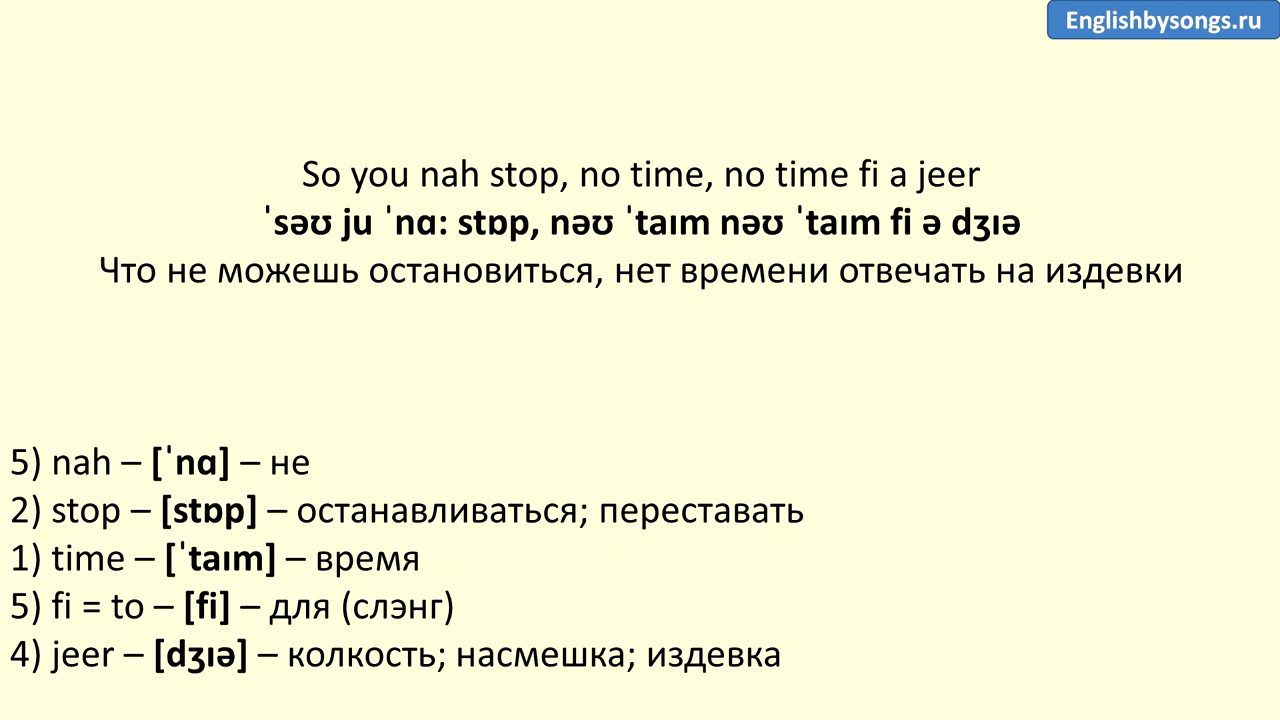 Englishbysongs.ru
So you nah stop, no time, no time fi a jeer
ˈsəʊ ju ˈnɑ: stɒp, nəʊ ˈtaɪm nəʊ ˈtaɪm fi ə dʒɪə
Что не можешь остановиться, нет времени отвечать на издевки
5) nah – [ˈnɑ] – не
2) stop – [stɒp] – останавливаться; переставать
1) time – [ˈtaɪm] – время
5) fi = to – [fi] – для (слэнг)
4) jeer – [dʒɪə] – колкость; насмешка; издевка